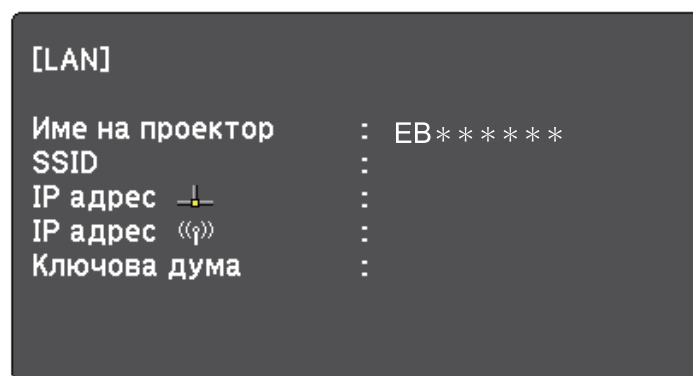 [LAN]
Име на проектор : EB******
SSID :
IP адрес :
IP адрес :
Ключова дума :